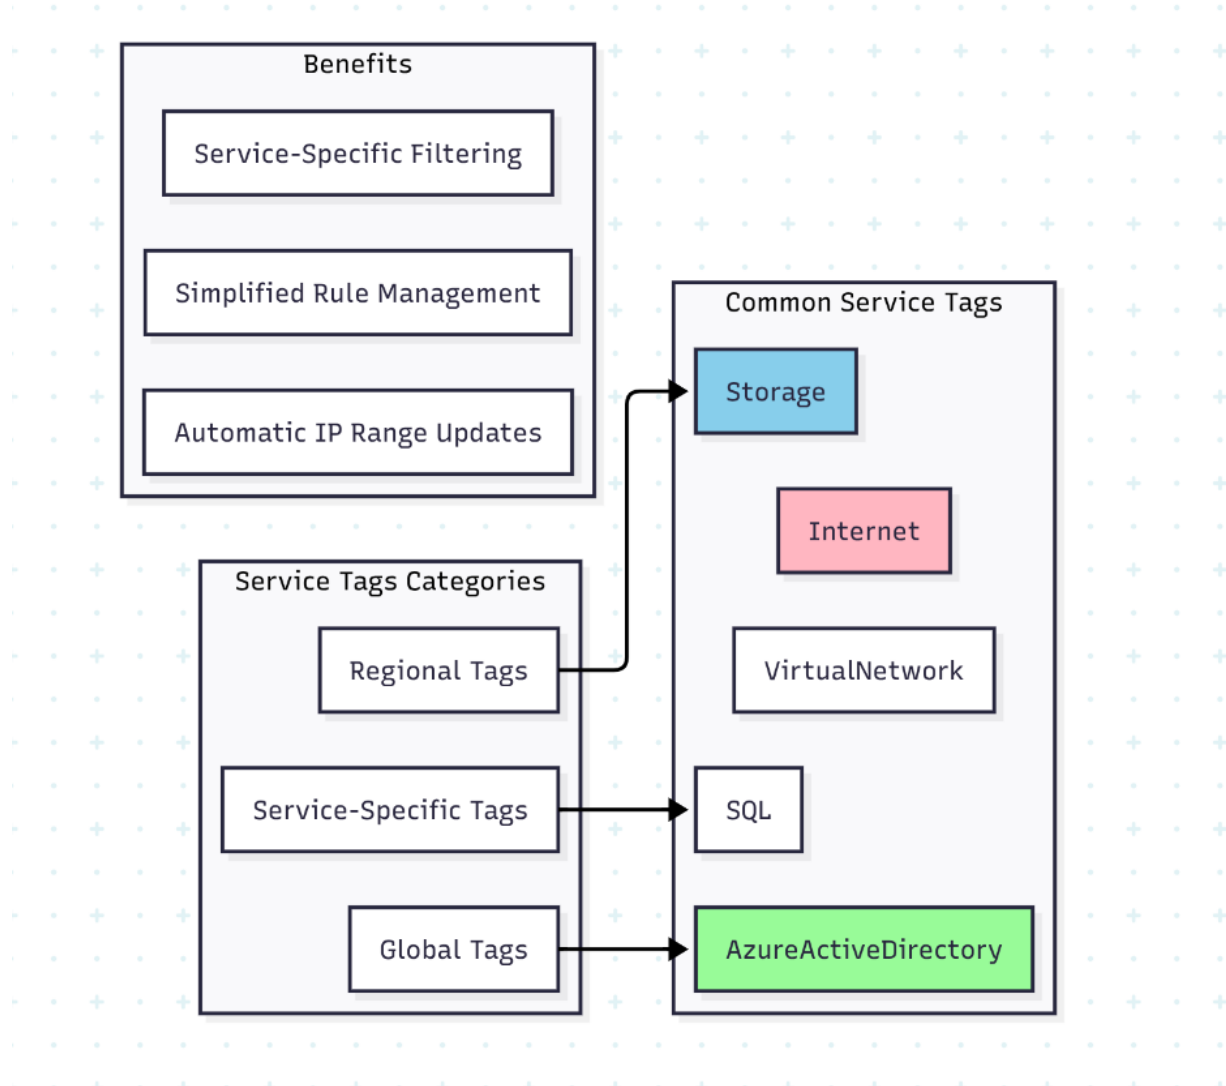 Benefits
Service-Specific Filtering
Simplified Rule Management
Automatic IP Range Updates
Service Tags Categories
Regional Tags
Service-Specific Tags
Global Tags
Common Service Tags
Storage
Internet
VirtualNetwork
SQL
AzureActiveDirectory